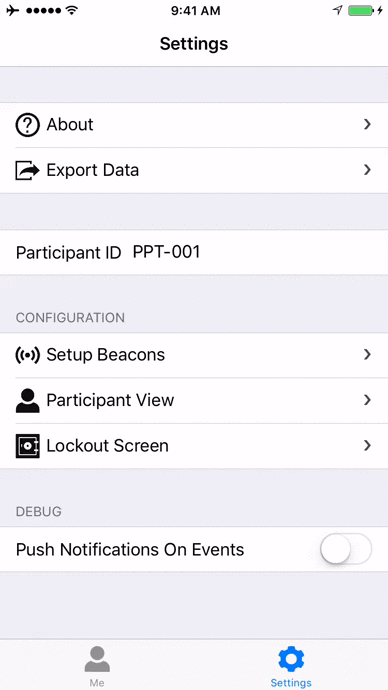 9:41 AM
Settings
About
Export Data
Participant ID PPT-001
CONFIGURATION
Setup Beacons
Participant View
Lockout Screen
DEBUG
Push Notifications On Events
Me
Settings